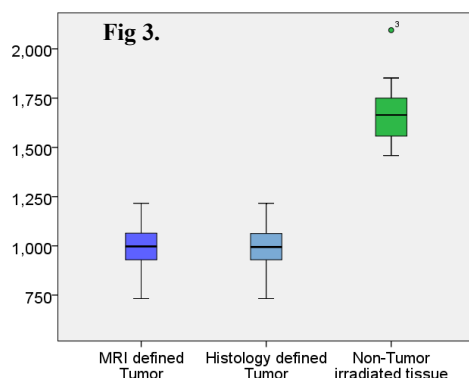 Fig 3.
3
2,000
1,750
1,500
1,250
1,000
750
MRI defined Tumor
Histology defined Tumor
Non-Tumor irradiated tissue